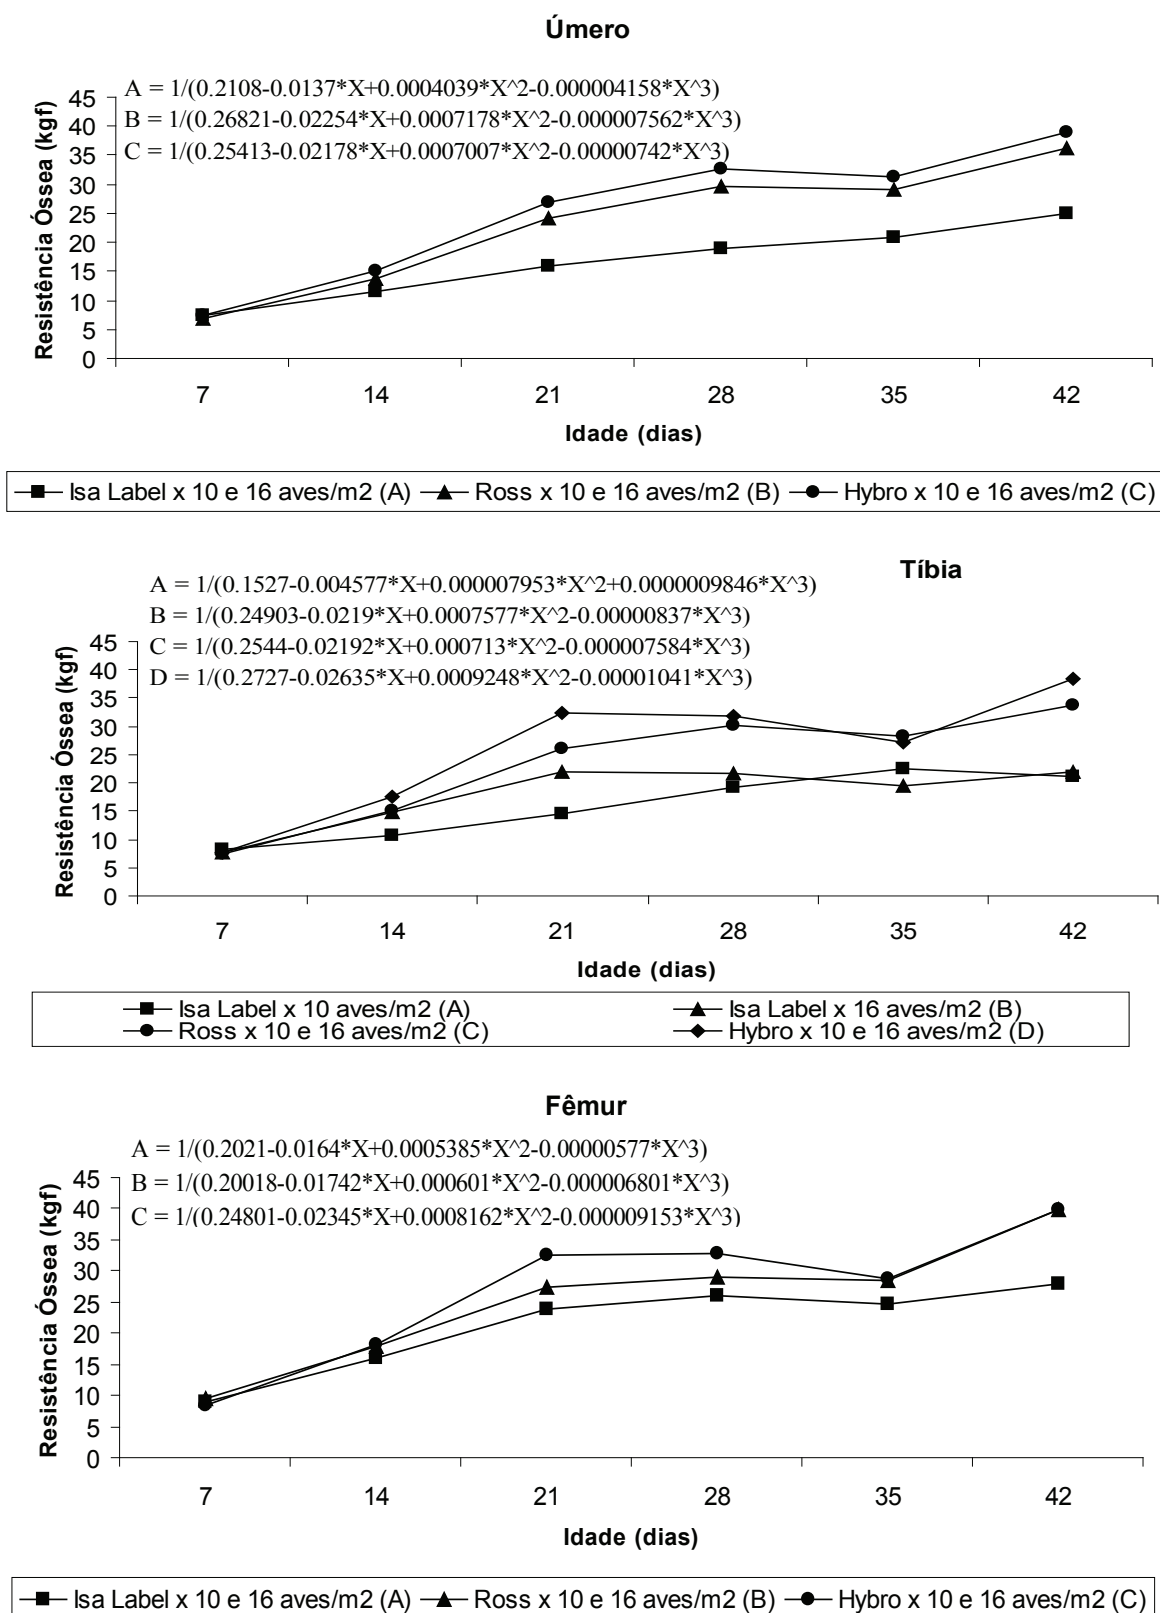 Úmero
A = 1/(0.2108-0.0137*X+0.0004039*X^2-0.000004158*X^3)
B = 1/(0.26821-0.02254*X+0.0007178*X^2-0.000007562*X^3)
C = 1/(0.25413-0.02178*X+0.0007007*X^2-0.00000742*X^3)
Resistência Óssea (kgf)
45
40
35
30
25
20
15
10
5
0
7 14 21 28 35 42
Idade (dias)
Isa Label x 10 e 16 aves/m2 (A) Ross x 10 e 16 aves/m2 (B) Hybro x 10 e 16 aves/m2 (C)
Tíbia
A = 1/(0.1527-0.004577*X+0.000007953*X^2+0.0000009846*X^3)
B = 1/(0.24903-0.0219*X+0.0007577*X^2-0.00000837*X^3)
C = 1/(0.2544-0.02192*X+0.000713*X^2-0.000007584*X^3)
D = 1/(0.2727-0.02635*X+0.0009248*X^2-0.00001041*X^3)
Resistência Óssea (kgf)
45
40
35
30
25
20
15
10
5
0
7 14 21 28 35 42
Idade (dias)
Isa Label x 10 aves/m2 (A) Isa Label x 16 aves/m2 (B)
Ross x 10 e 16 aves/m2 (C) Hybro x 10 e 16 aves/m2 (D)
Fêmur
A = 1/(0.2021-0.0164*X+0.0005385*X^2-0.00000577*X^3)
B = 1/(0.20018-0.01742*X+0.000601*X^2-0.000006801*X^3)
C = 1/(0.24801-0.02345*X+0.0008162*X^2-0.000009153*X^3)
Resistência Óssea (kgf)
45
40
35
30
25
20
15
10
5
0
7 14 21 28 35 42
Idade (dias)
Isa Label x 10 e 16 aves/m2 (A) Ross x 10 e 16 aves/m2 (B) Hybro x 10 e 16 aves/m2 (C)